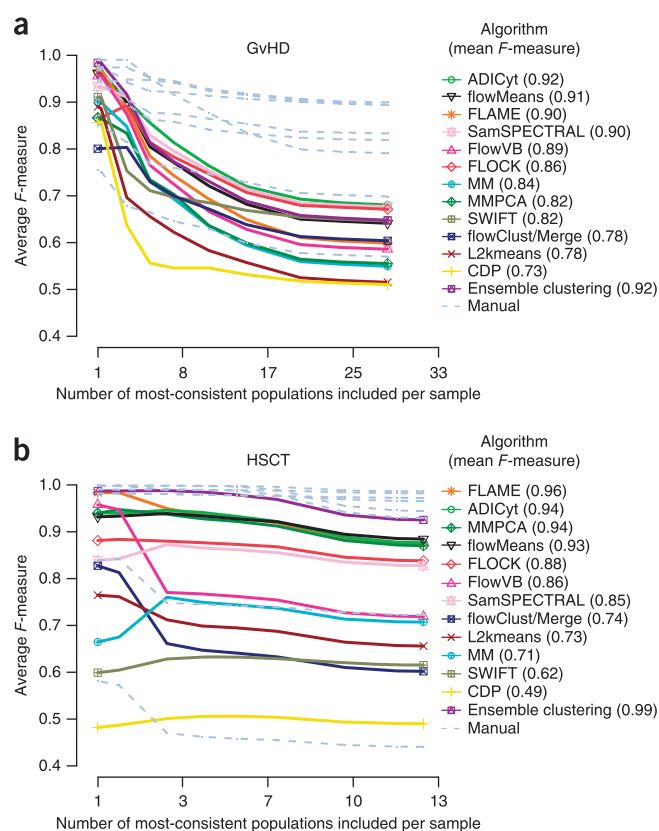 a
GvHD
Algorithm
(mean F-measure)
1.0
0.9
0.8
0.7
0.6
0.5
0.4
Average F-measure
1 8 17 25 33
Number of most-consistent populations included per sample
ADICyt (0.92)
flowMeans (0.91)
FLAME (0.90)
SamSPECTRAL (0.90)
FlowVB (0.89)
FLOCK (0.86)
MM (0.84)
MMPCA (0.82)
SWIFT (0.82)
flowClust/Merge (0.78)
L2kmeans (0.78)
CDP (0.73)
Ensemble clustering (0.92)
Manual
b
HSCT
Algorithm
(mean F-measure)
1.0
0.9
0.8
0.7
0.6
0.5
0.4
Average F-measure
1 3 7 10 13
Number of most-consistent populations included per sample
FLAME (0.96)
ADICyt (0.94)
MMPCA (0.94)
flowMeans (0.93)
FLOCK (0.88)
FlowVB (0.86)
SamSPECTRAL (0.85)
flowClust/Merge (0.74)
L2kmeans (0.73)
MM (0.71)
SWIFT (0.62)
CDP (0.49)
Ensemble clustering (0.99)
Manual